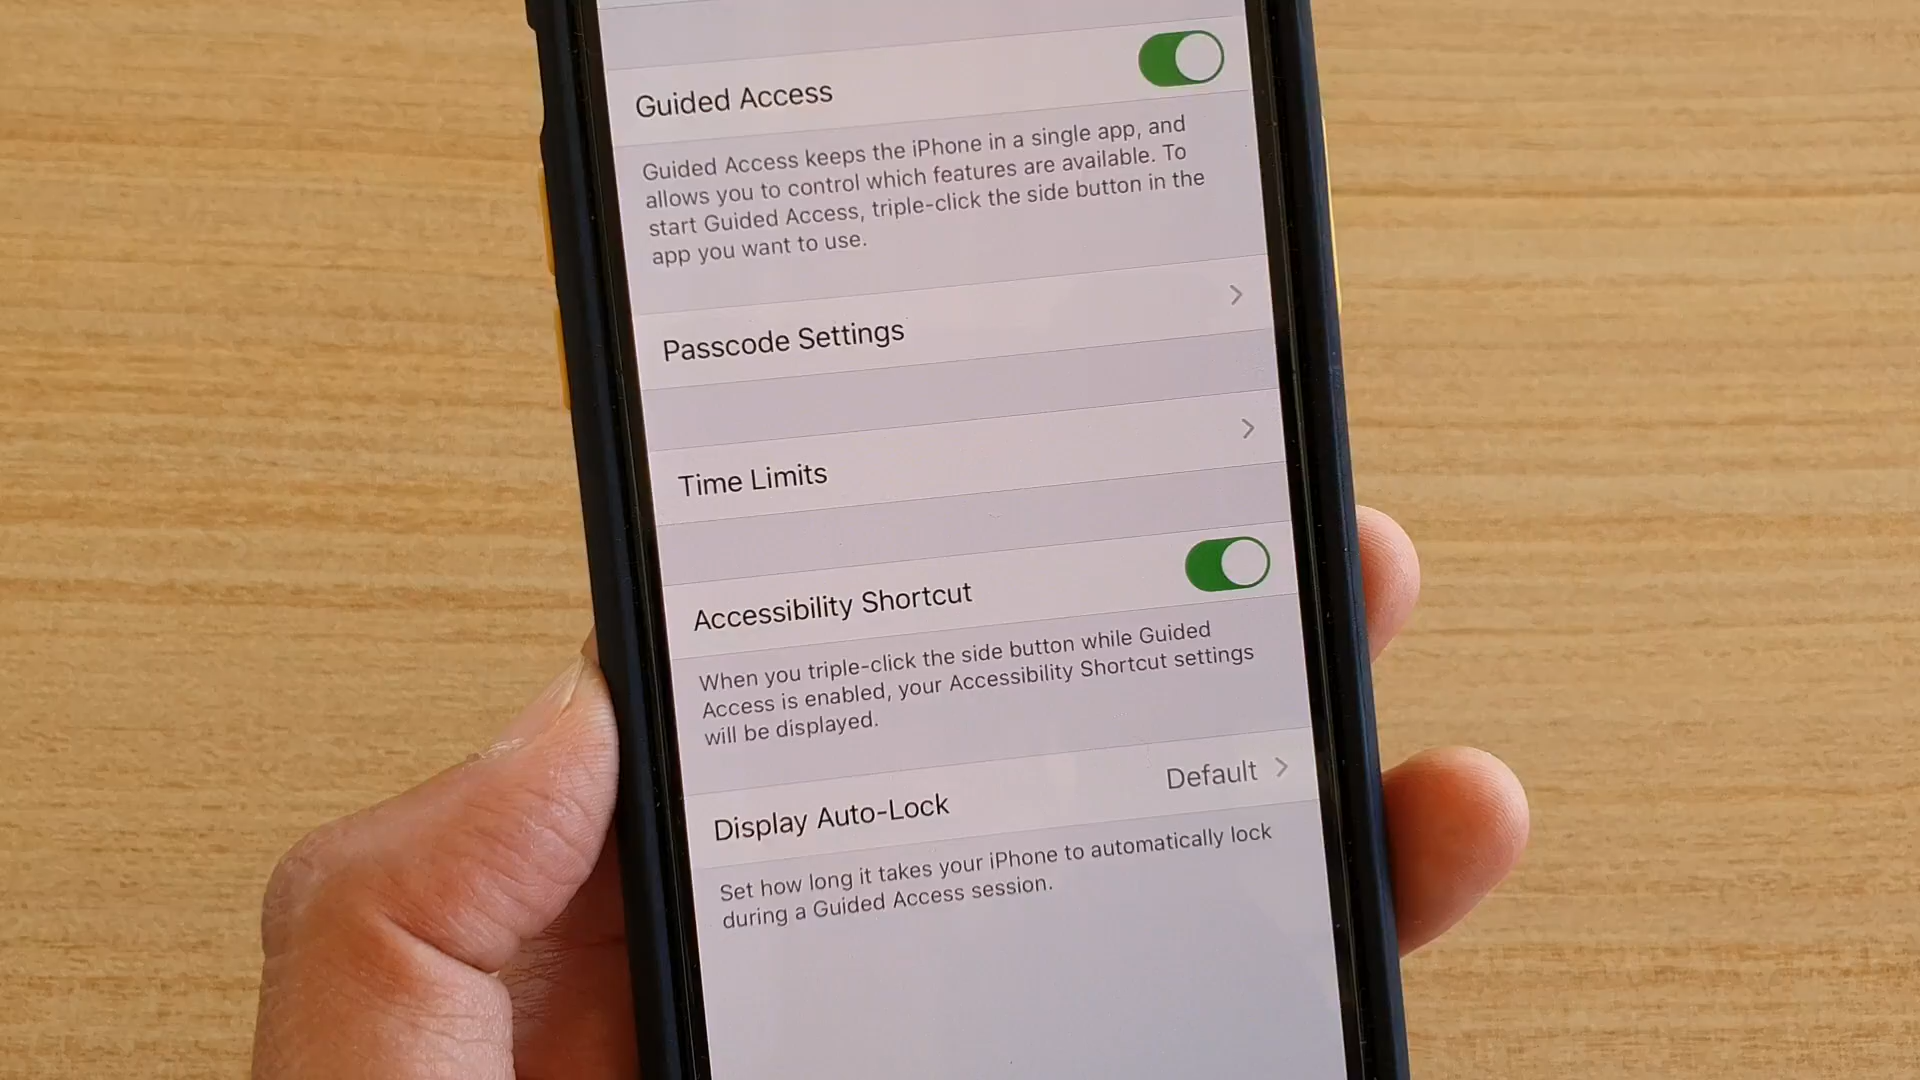 Guided Access
Guided Access keeps the iPhone in a single app, and
allows you to control which features are available. To
start Guided Access, triple-click the side button in the
app you want to use.
Passcode Settings
Time Limits
Accessibility Shortcut
When you triple-click the side button while Guided
Access is enabled, your Accessibility Shortcut settings
will be displayed.
Display Auto-Lock Default
Set how long it takes your iPhone to automatically lock
during a Guided Access session.